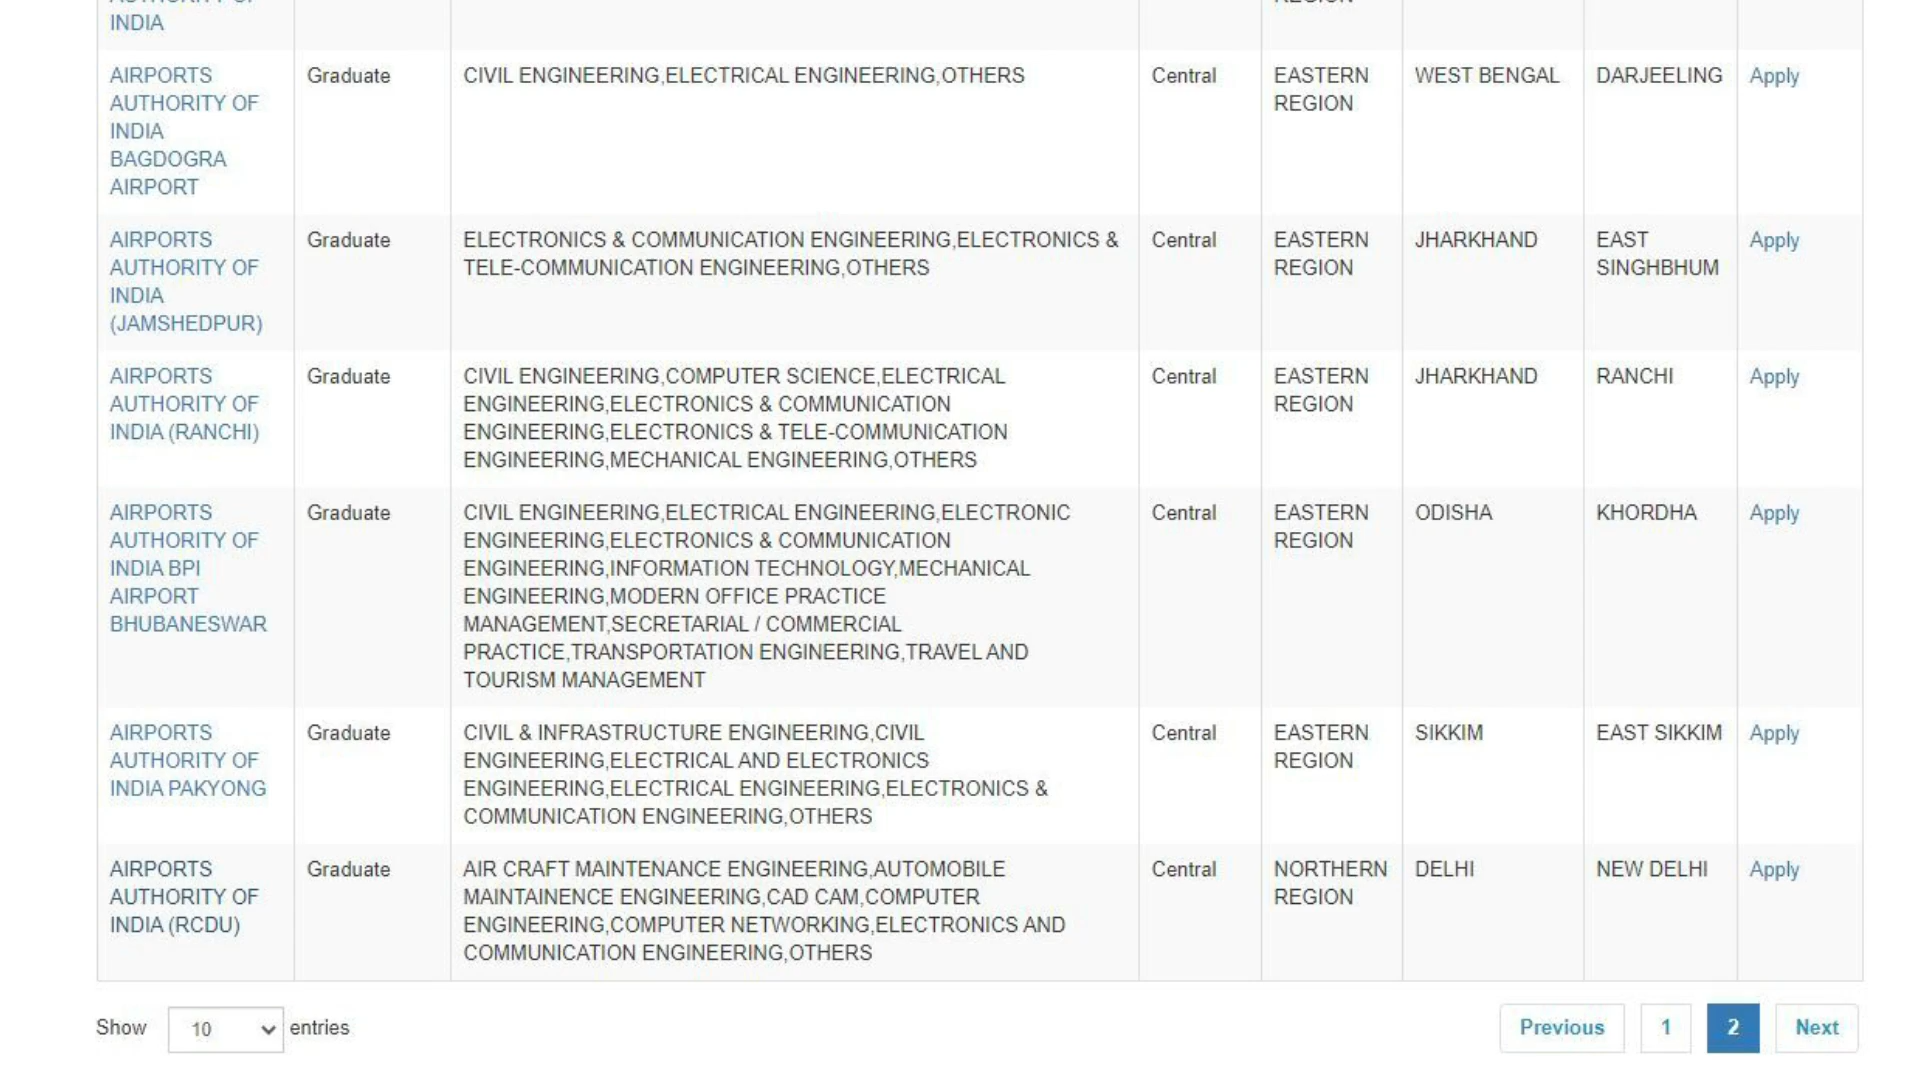 INDIA
AIRPORTS AUTHORITY OF INDIA BAGDOGRA AIRPORT
Graduate
CIVIL ENGINEERING,ELECTRICAL ENGINEERING,OTHERS
Central
EASTERN REGION
WEST BENGAL
DARJEELING
Apply
AIRPORTS AUTHORITY OF INDIA (JAMSHEDPUR)
Graduate
ELECTRONICS & COMMUNICATION ENGINEERING,ELECTRONICS &
TELE-COMMUNICATION ENGINEERING,OTHERS
Central
EASTERN REGION
JHARKHAND
EAST SINGHBHUM
Apply
AIRPORTS AUTHORITY OF INDIA (RANCHI)
Graduate
CIVIL ENGINEERING,COMPUTER SCIENCE,ELECTRICAL
ENGINEERING,ELECTRONICS & COMMUNICATION
ENGINEERING,ELECTRONICS & TELE-COMMUNICATION
ENGINEERING,MECHANICAL ENGINEERING,OTHERS
Central
EASTERN REGION
JHARKHAND
RANCHI
Apply
AIRPORTS AUTHORITY OF INDIA BPI AIRPORT BHUBANESWAR
Graduate
CIVIL ENGINEERING,ELECTRICAL ENGINEERING,ELECTRONIC
ENGINEERING,ELECTRONICS & COMMUNICATION
ENGINEERING,INFORMATION TECHNOLOGY,MECHANICAL
ENGINEERING,MODERN OFFICE PRACTICE
MANAGEMENT,SECRETARIAL / COMMERCIAL
PRACTICE,TRANSPORTATION ENGINEERING,TRAVEL AND
TOURISM MANAGEMENT
Central
EASTERN REGION
ODISHA
KHORDHA
Apply
AIRPORTS AUTHORITY OF INDIA PAKYONG
Graduate
CIVIL & INFRASTRUCTURE ENGINEERING,CIVIL
ENGINEERING,ELECTRICAL AND ELECTRONICS
ENGINEERING,ELECTRICAL ENGINEERING,ELECTRONICS &
COMMUNICATION ENGINEERING,OTHERS
Central
EASTERN REGION
SIKKIM
EAST SIKKIM
Apply
AIRPORTS AUTHORITY OF INDIA (RCDU)
Graduate
AIR CRAFT MAINTENANCE ENGINEERING,AUTOMOBILE
MAINTAINENCE ENGINEERING,CAD CAM,COMPUTER
ENGINEERING,COMPUTER NETWORKING,ELECTRONICS AND
COMMUNICATION ENGINEERING,OTHERS
Central
NORTHERN REGION
DELHI
NEW DELHI
Apply
Show 10 entries
Previous 1 2 Next